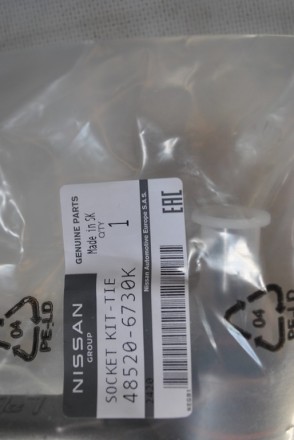 NISSAN
GROUP
GENUINE PARTS
Made in SK
QTY
1
SOCKET KIT-TIE
48520-6730K
Nissan Automotive Europe S.A.S.
EAC
04
PE-LD
04
PE-LD